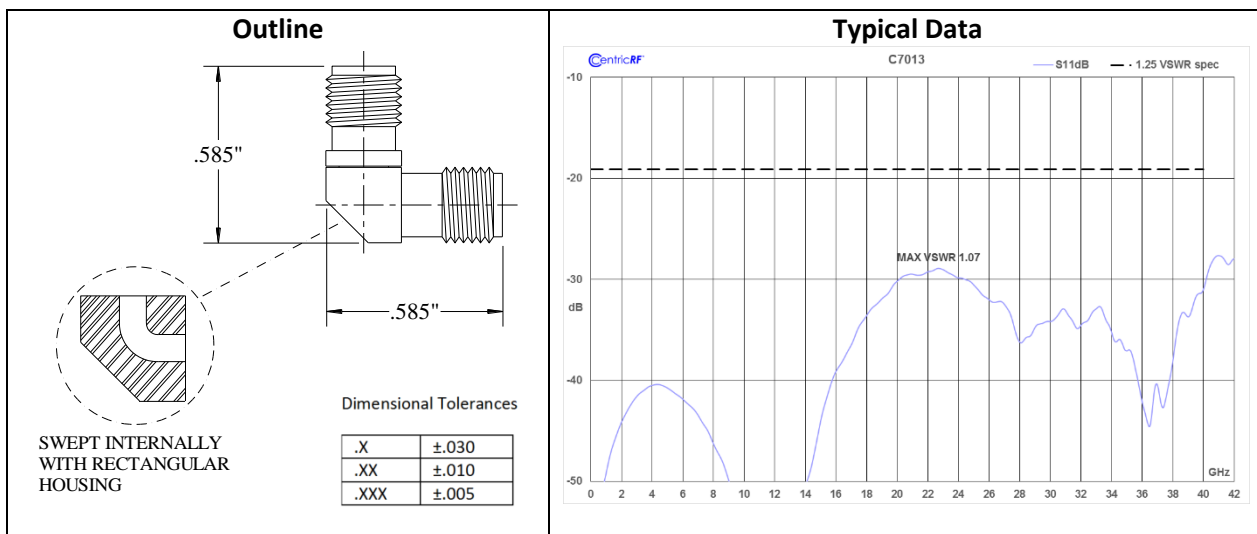 Outline
.585"
.585"
SWEPT INTERNALLY
WITH RECTANGULAR
HOUSING
Dimensional Tolerances
.X ±.030
.XX ±.010
.XXX ±.005
Typical Data
CentricRF™
C7013
S11dB
1.25 VSWR spec
-10
-20
MAX VSWR 1.07
-30
dB
-40
GHz
-50
0 2 4 6 8 10 12 14 16 18 20 22 24 26 28 30 32 34 36 38 40 42